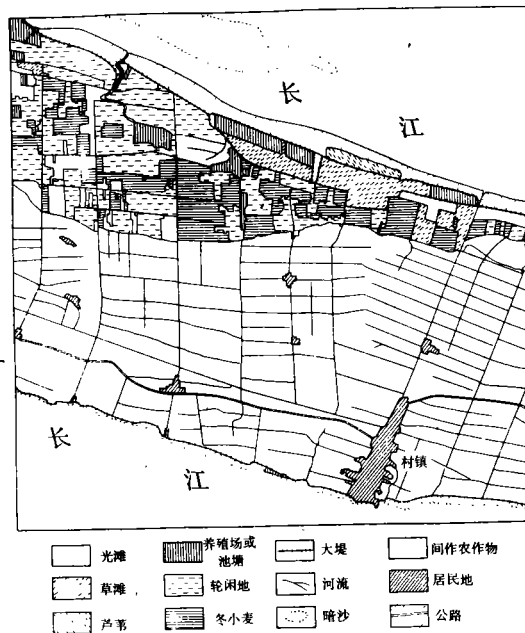 长
江
长
江
村镇
光滩
养殖场或
池塘
大堤
间作农作物
草滩
轮闲地
河流
居民地
芦苇
冬小麦
暗沙
公路